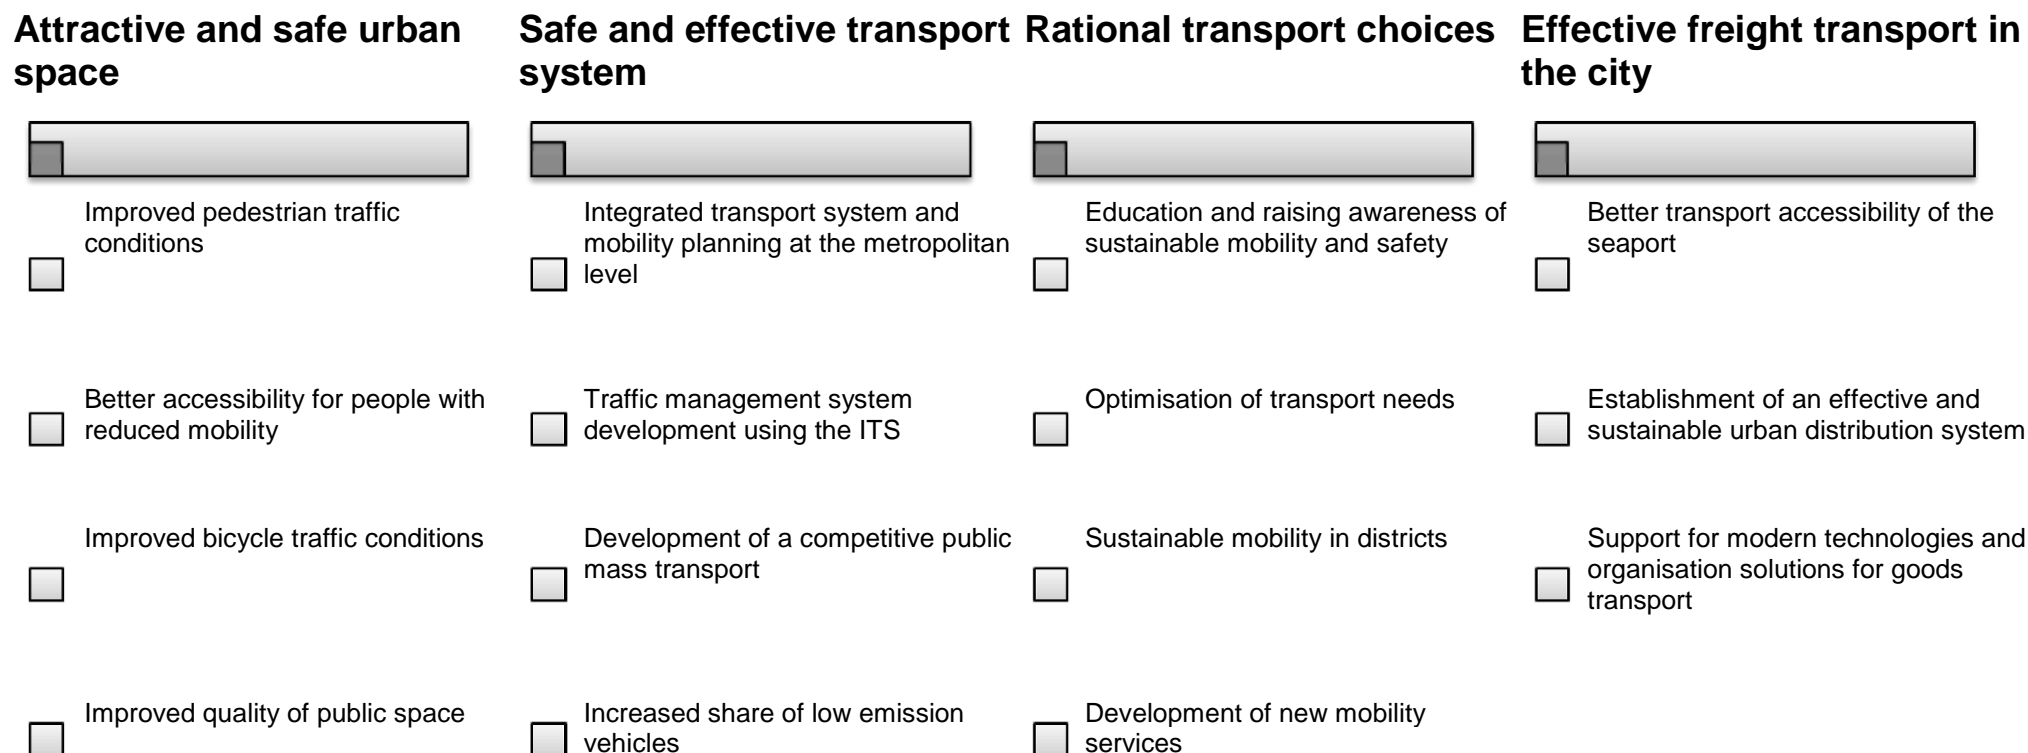 Attractive and safe urban
space
Improved pedestrian traffic
conditions
Better accessibility for people with
reduced mobility
Improved bicycle traffic conditions
Improved quality of public space
Safe and effective transport
system
Integrated transport system and
mobility planning at the metropolitan
level
Traffic management system
development using the ITS
Development of a competitive public
mass transport
Increased share of low emission
vehicles
Rational transport choices
Education and raising awareness of
sustainable mobility and safety
Optimisation of transport needs
Sustainable mobility in districts
Development of new mobility
services
Effective freight transport in
the city
Better transport accessibility of the
seaport
Establishment of an effective and
sustainable urban distribution system
Support for modern technologies and
organisation solutions for goods
transport